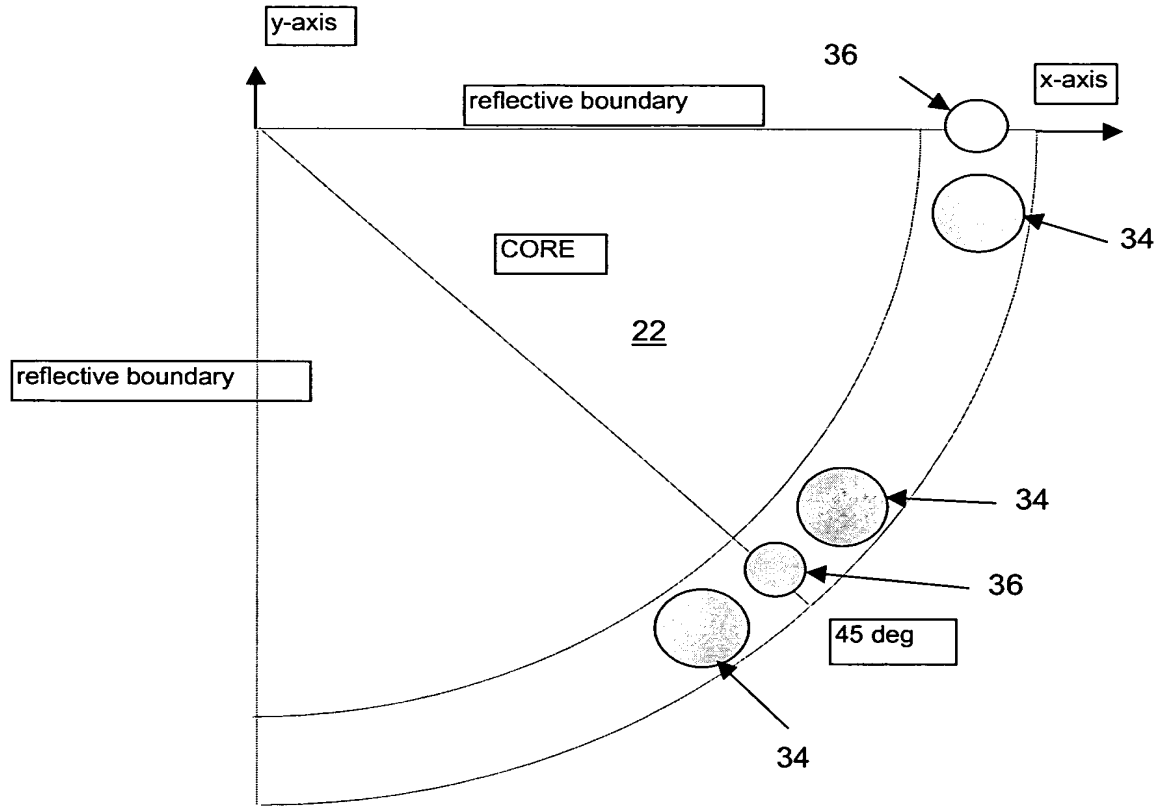 y-axis
36
x-axis
reflective boundary
34
CORE
22
reflective boundary
34
36
45 deg
34